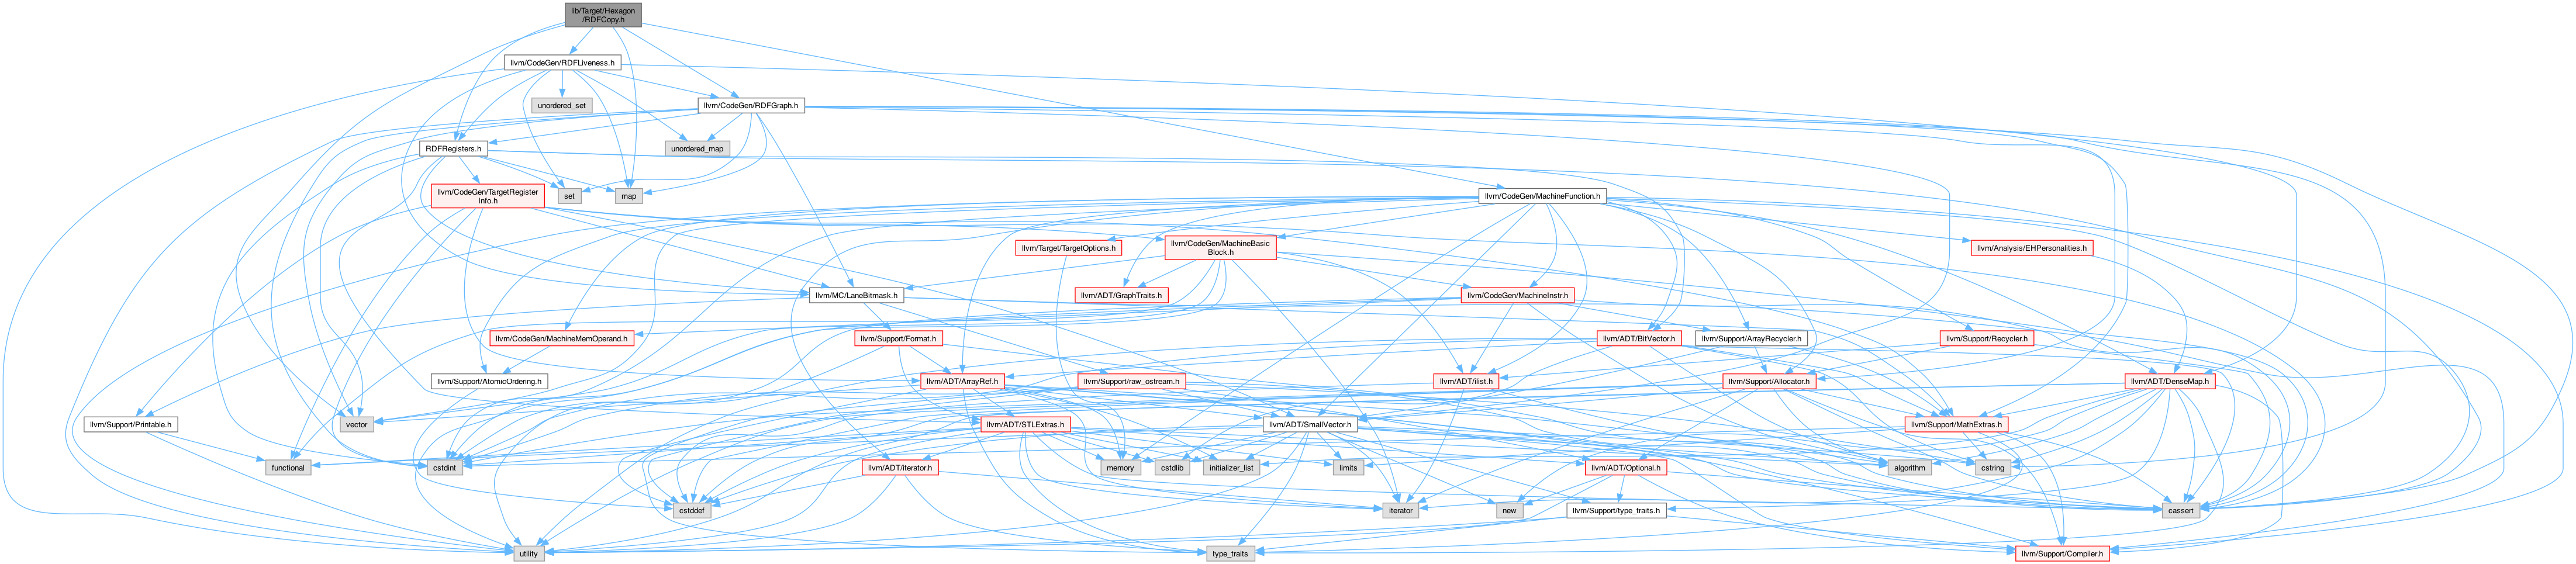 lib/Target/Hexagon
/RDFCopy.h
llvm/CodeGen/RDFLiveness.h
unordered_set
llvm/CodeGen/RDFGraph.h
RDFRegisters.h
unordered_map
llvm/CodeGen/TargetRegister
Info.h
set
map
llvm/CodeGen/MachineFunction.h
llvm/Target/TargetOptions.h
llvm/CodeGen/MachineBasic
Block.h
llvm/Analysis/EHPersonalities.h
llvm/MC/LaneBitmask.h
llvm/ADT/GraphTraits.h
llvm/CodeGen/MachineInstr.h
llvm/CodeGen/MachineMemOperand.h
llvm/Support/Format.h
llvm/ADT/BitVector.h
llvm/Support/ArrayRecycler.h
llvm/Support/Recycler.h
llvm/Support/AtomicOrdering.h
llvm/ADT/ArrayRef.h
llvm/Support/raw_ostream.h
llvm/ADT/ilist.h
llvm/Support/Allocator.h
llvm/ADT/DenseMap.h
llvm/Support/Printable.h
vector
llvm/ADT/STLExtras.h
llvm/ADT/SmallVector.h
llvm/Support/MathExtras.h
functional
cstdint
llvm/ADT/iterator.h
memory
cstdlib
initializer_list
limits
llvm/ADT/Optional.h
algorithm
cstring
cstddef
iterator
new
llvm/Support/type_traits.h
cassert
utility
type_traits
llvm/Support/Compiler.h